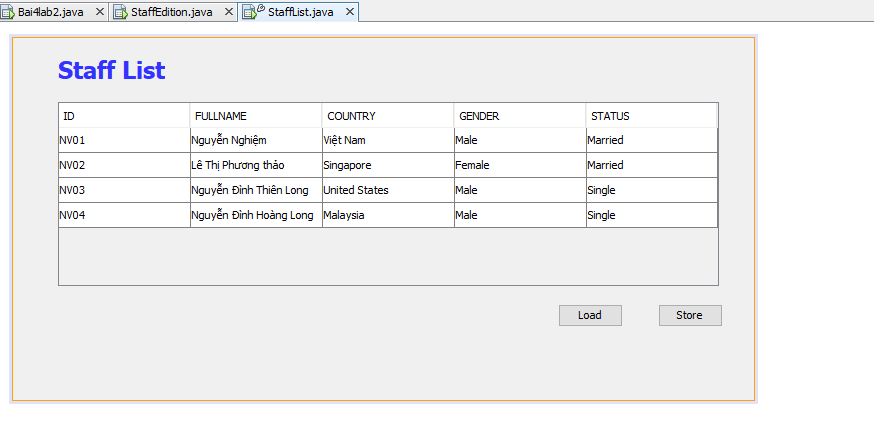 Bai4lab2.java StaffEdition.java StaffList.java
Staff List
ID FULLNAME COUNTRY GENDER STATUS
NV01 Nguyễn Nghiệm Việt Nam Male Married
NV02 Lê Thị Phương thảo Singapore Female Married
NV03 Nguyễn Đình Thiên Long United States Male Single
NV04 Nguyễn Đình Hoàng Long Malaysia Male Single
Load Store